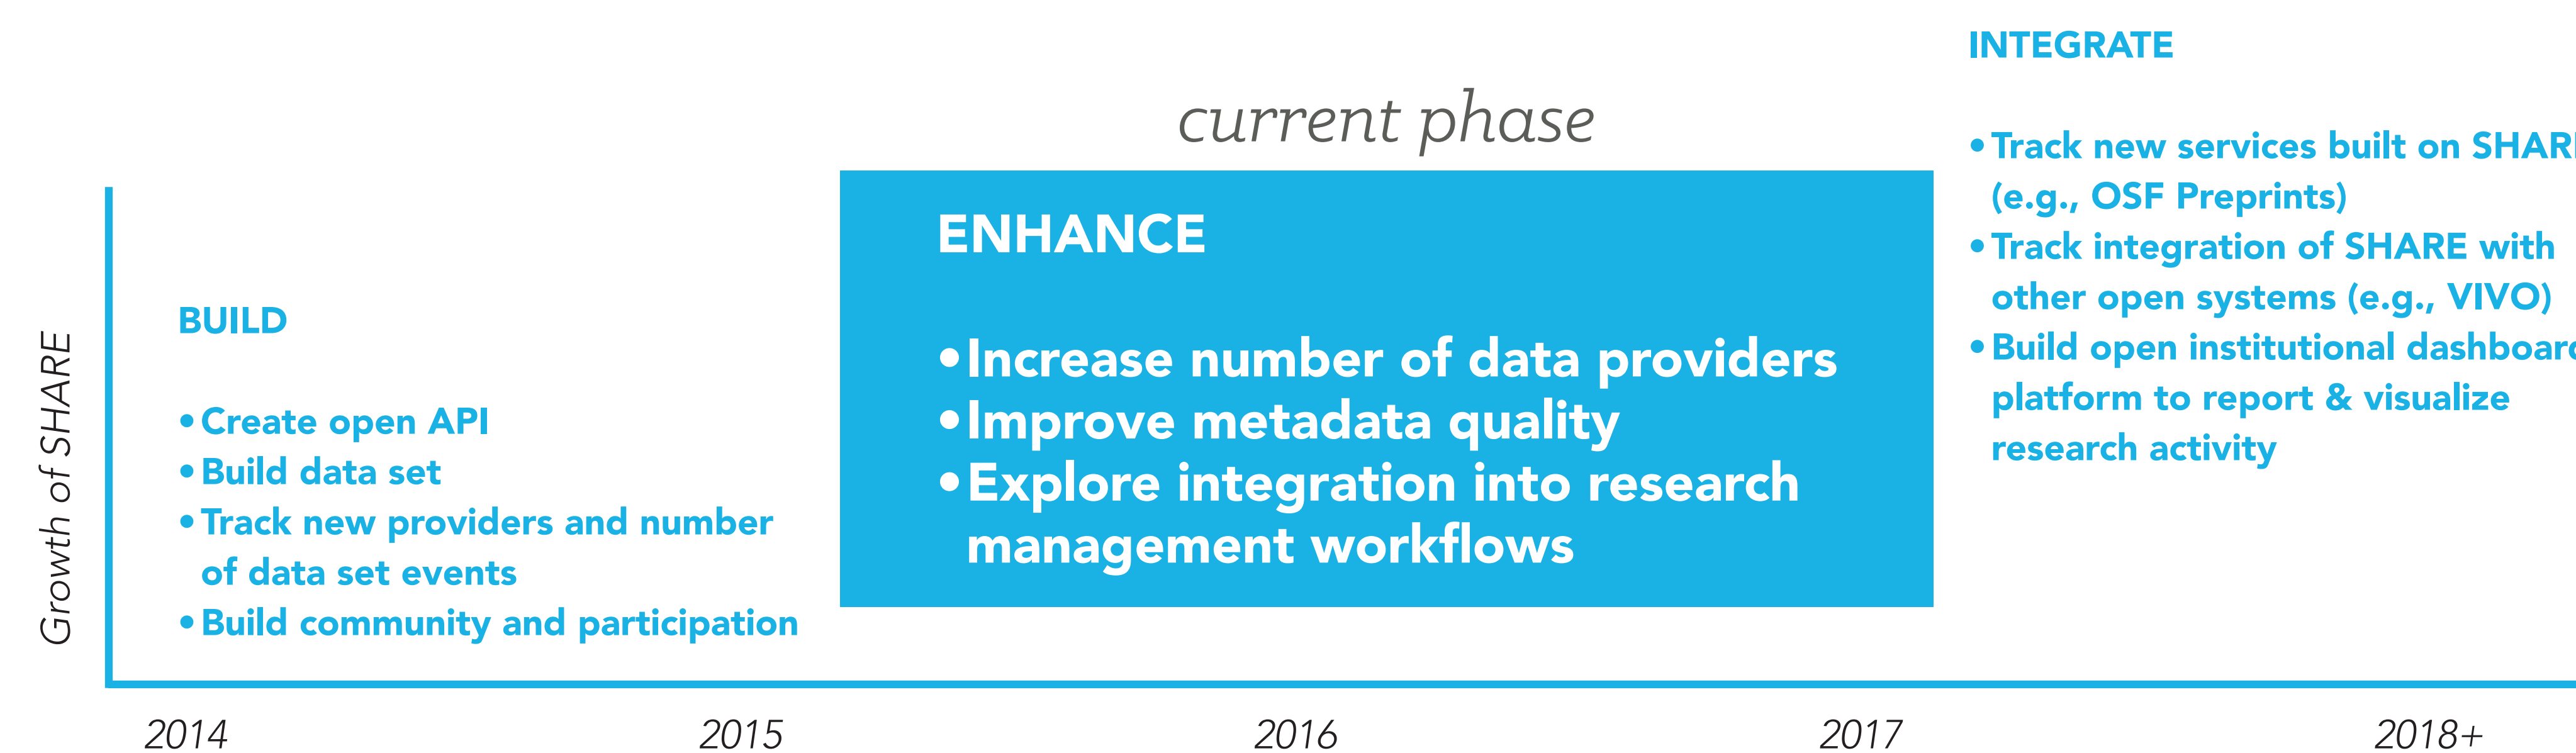 Growth of SHARE
BUILD
• Create open API
• Build data set
• Track new providers and number
of data set events
• Build community and participation
current phase
ENHANCE
• Increase number of data providers
• Improve metadata quality
• Explore integration into research
management workflows
INTEGRATE
• Track new services built on SHAR
(e.g., OSF Preprints)
• Track integration of SHARE with
other open systems (e.g., VIVO)
• Build open institutional dashboar
platform to report & visualize
research activity
2014 2015 2016 2017 2018+